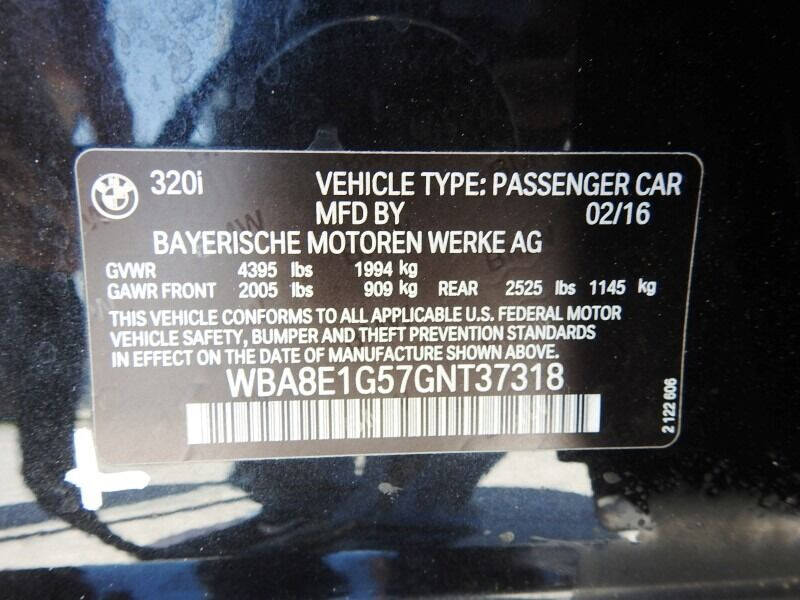 320i VEHICLE TYPE: PASSENGER CAR
MFD BY 02/16
BAYERISCHE MOTOREN WERKE AG
GVWR 4395 lbs 1994 kg
GAWR FRONT 2005 lbs 909 kg REAR 2525 lbs 1145 kg
THIS VEHICLE CONFORMS TO ALL APPLICABLE U.S. FEDERAL MOTOR
VEHICLE SAFETY, BUMPER AND THEFT PREVENTION STANDARDS
IN EFFECT ON THE DATE OF MANUFACTURE SHOWN ABOVE.
WBA8E1G57GNT37318
2 122 606